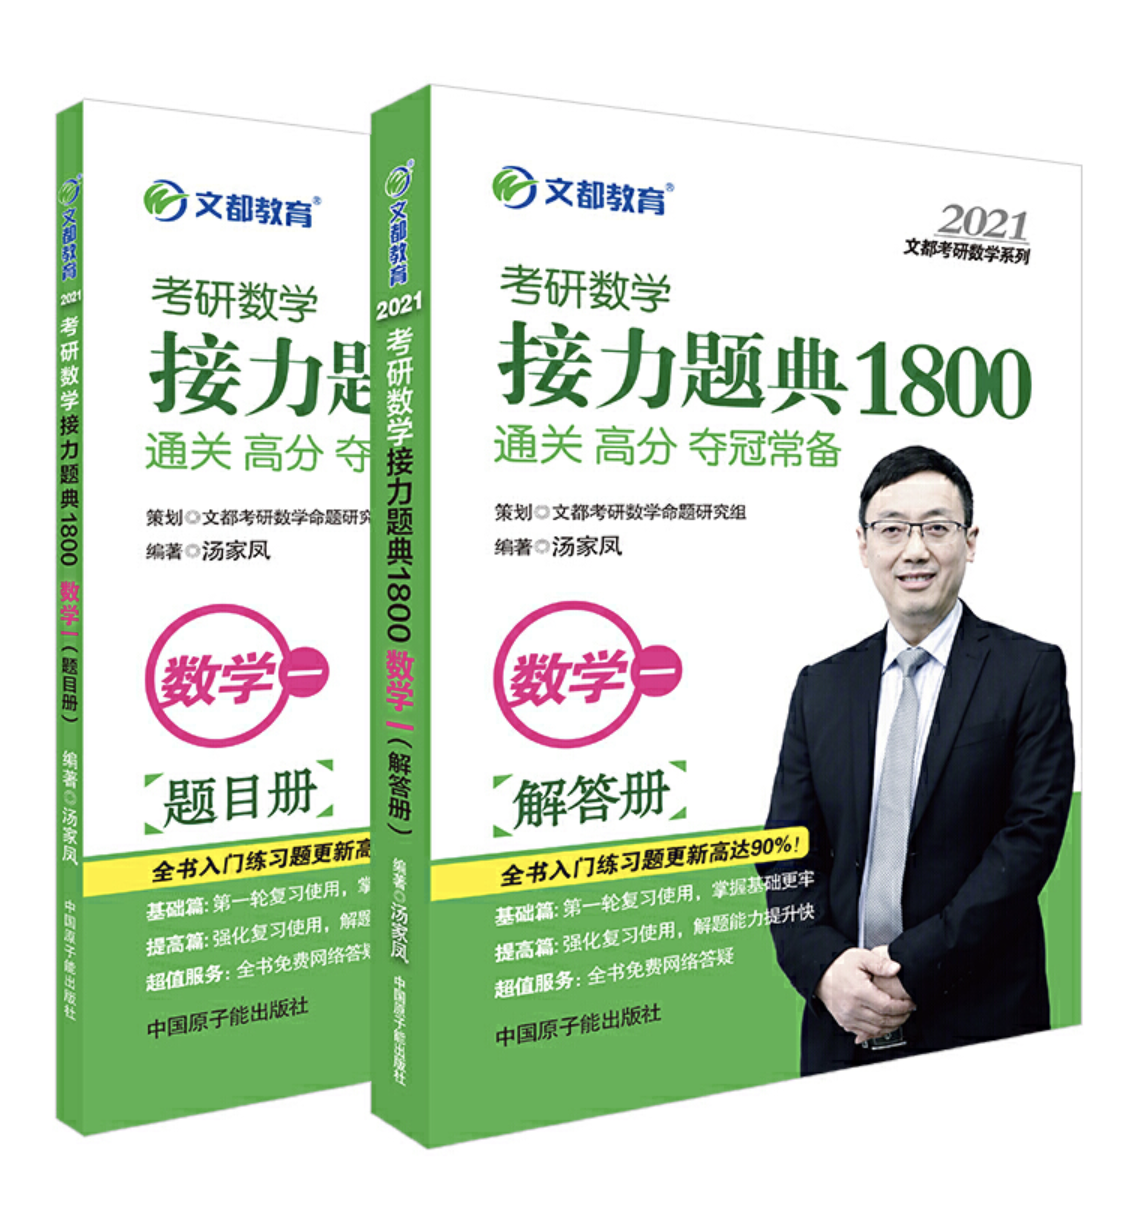 文都教育®
2021
考研数学
接力题典1800
数学一
（题目册）
编著◎汤家凤
中国原子能出版社
文都教育®
考研数学
接力题
通关 高分 夺
策划◎文都考研数学命题研究
编著◎汤家凤
数学一
题目册
全书入门练习题更新高
基础篇：第一轮复习使用，掌
提高篇：强化复习使用，解题
超值服务：全书免费网络答疑
中国原子能出版社
文都教育®
2021
考研数学
接力题典1800
数学一
（解答册）
编著◎汤家凤
中国原子能出版社
文都教育®
2021
文都考研数学系列
考研数学
接力题典1800
通关 高分 夺冠常备
策划◎文都考研数学命题研究组
编著◎汤家凤
数学一
解答册
全书入门练习题更新高达90%!
基础篇：第一轮复习使用，掌握基础更牢
提高篇：强化复习使用，解题能力提升快
超值服务：全书免费网络答疑
中国原子能出版社